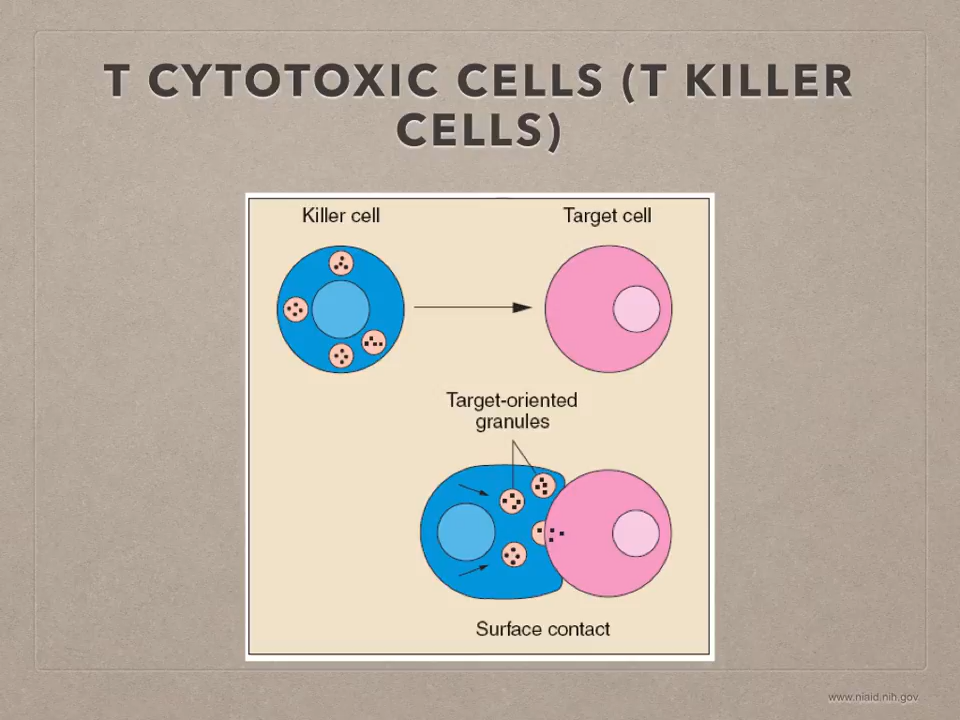 T CYTOTOXIC CELLS (T KILLER
CELLS)
Killer cell
Target cell
Target-oriented
granules
Surface contact
www.niaid.nih.gov